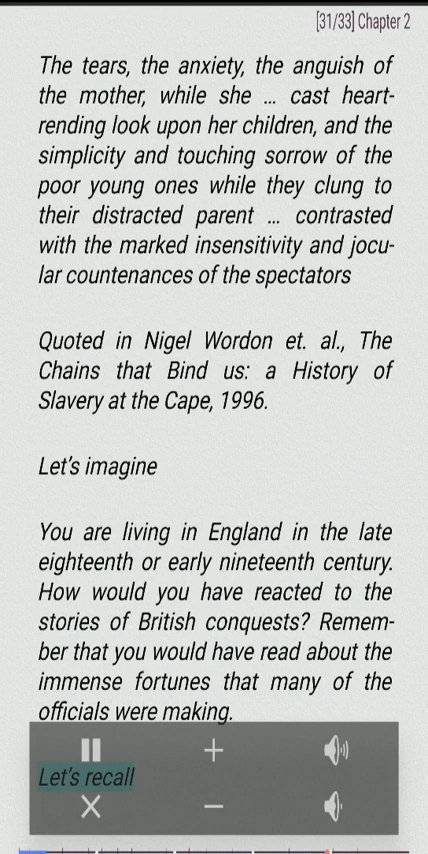 [31/33] Chapter 2
The tears, the anxiety, the anguish of
the mother, while she ... cast heart-
rending look upon her children, and the
simplicity and touching sorrow of the
poor young ones while they clung to
their distracted parent ... contrasted
with the marked insensitivity and jocu-
lar countenances of the spectators
Quoted in Nigel Wordon et. al., The
Chains that Bind us: a History of
Slavery at the Cape, 1996.
Let's imagine
You are living in England in the late
eighteenth or early nineteenth century.
How would you have reacted to the
stories of British conquests? Remem-
ber that you would have read about the
immense fortunes that many of the
officials were making.
Let's recall